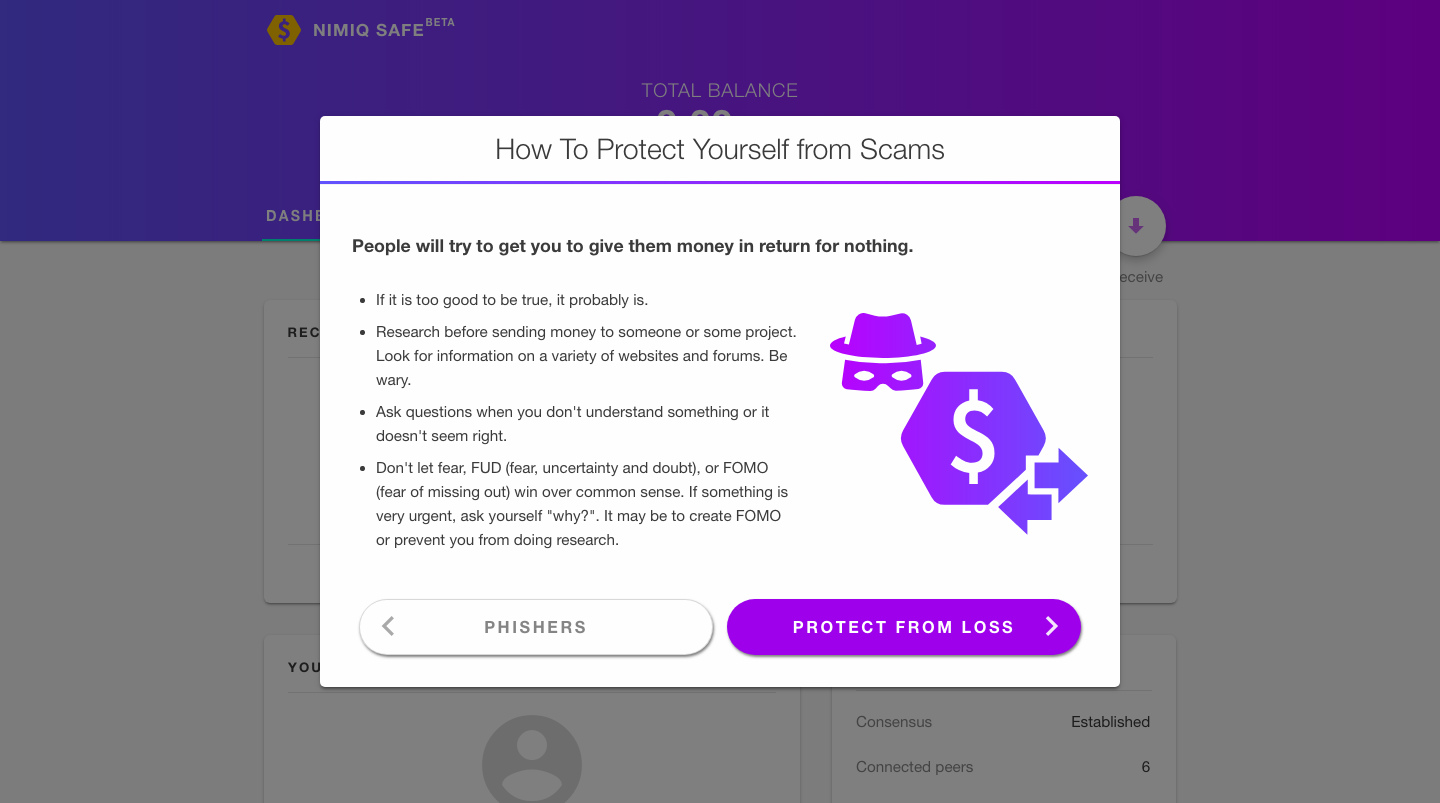 NIMIQ SAFE BETA
TOTAL BALANCE
How To Protect Yourself from Scams
People will try to get you to give them money in return for nothing.
If it is too good to be true, it probably is.
Research before sending money to someone or some project.
Look for information on a variety of websites and forums. Be
wary.
Ask questions when you don't understand something or it
doesn't seem right.
Don't let fear, FUD (fear, uncertainty and doubt), or FOMO
(fear of missing out) win over common sense. If something is
very urgent, ask yourself "why?". It may be to create FOMO
or prevent you from doing research.
PHISHERS
PROTECT FROM LOSS
Consensus Established
Connected peers 6